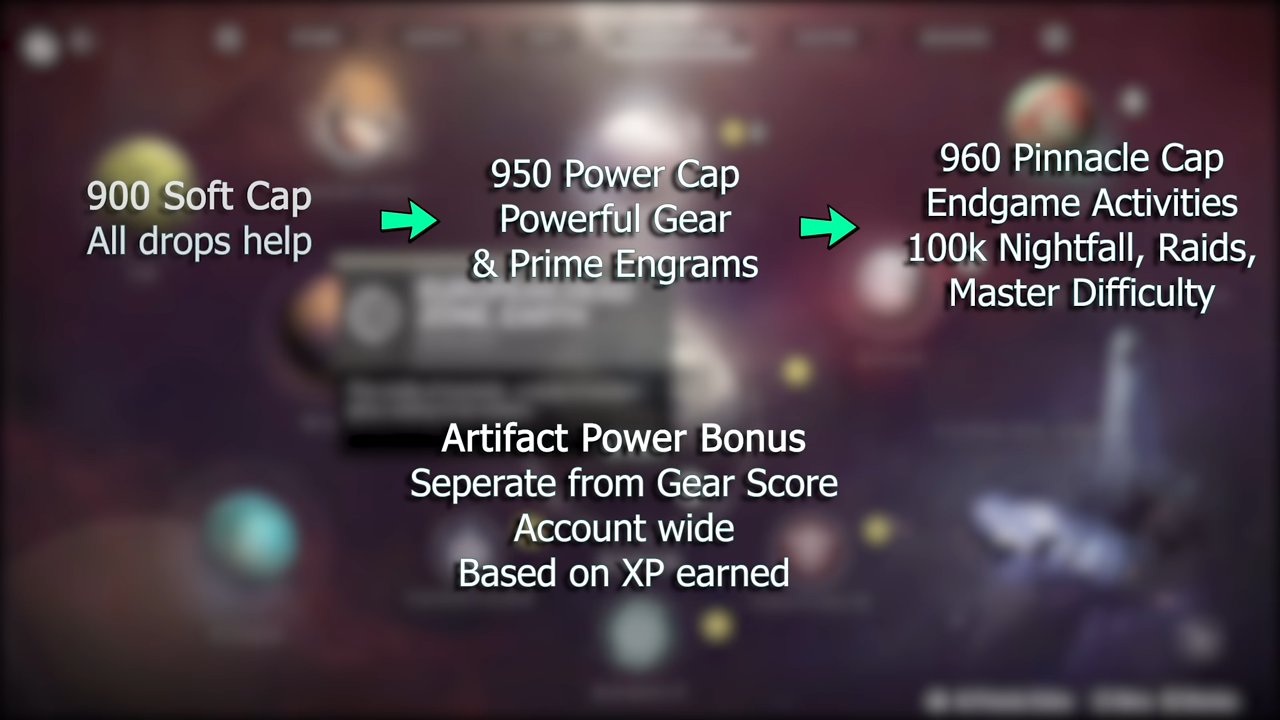 900 Soft Cap
All drops help
950 Power Cap
Powerful Gear
& Prime Engrams
960 Pinnacle Cap
Endgame Activities
100k Nightfall, Raids,
Master Difficulty
Artifact Power Bonus
Seperate from Gear Score
Account wide
Based on XP earned